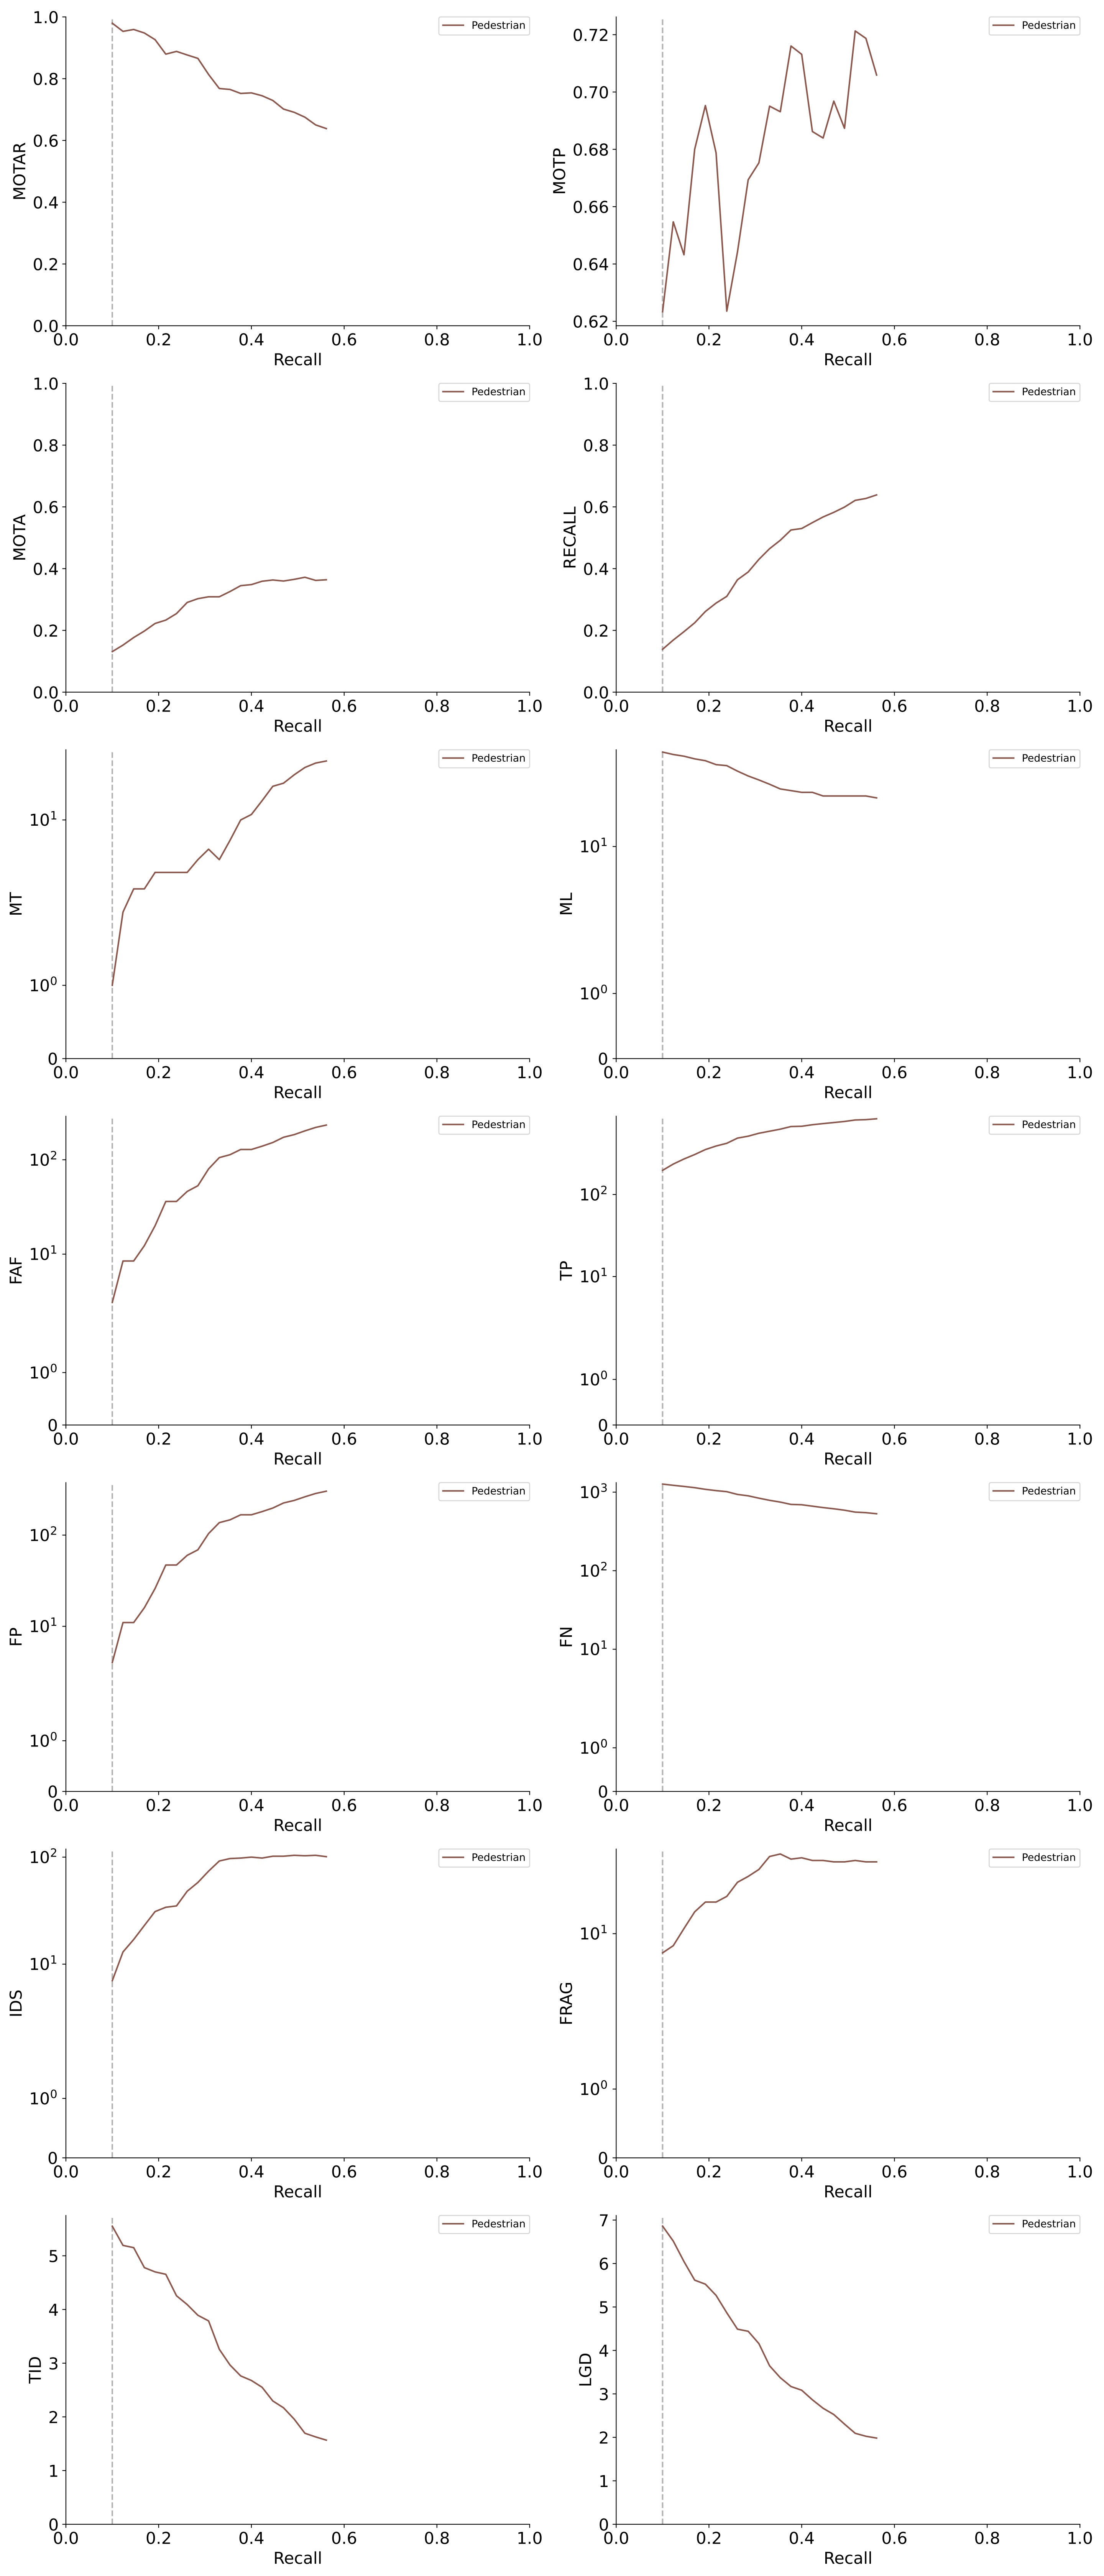 Pedestrian
1.0
0.8
0.6
0.4
0.2
0.0
MOTAR
0.0 0.2 0.4 0.6 0.8 1.0
Recall
Pedestrian
0.72
0.70
0.68
0.66
0.64
0.62
MOTP
0.0 0.2 0.4 0.6 0.8 1.0
Recall
Pedestrian
1.0
0.8
0.6
0.4
0.2
0.0
MOTA
0.0 0.2 0.4 0.6 0.8 1.0
Recall
Pedestrian
1.0
0.8
0.6
0.4
0.2
0.0
RECALL
0.0 0.2 0.4 0.6 0.8 1.0
Recall
Pedestrian
10¹
10⁰
0
MT
0.0 0.2 0.4 0.6 0.8 1.0
Recall
Pedestrian
10¹
10⁰
0
ML
0.0 0.2 0.4 0.6 0.8 1.0
Recall
Pedestrian
10²
10¹
10⁰
0
FAF
0.0 0.2 0.4 0.6 0.8 1.0
Recall
Pedestrian
10²
10¹
10⁰
0
TP
0.0 0.2 0.4 0.6 0.8 1.0
Recall
Pedestrian
10²
10¹
10⁰
0
FP
0.0 0.2 0.4 0.6 0.8 1.0
Recall
Pedestrian
10³
10²
10¹
10⁰
0
FN
0.0 0.2 0.4 0.6 0.8 1.0
Recall
Pedestrian
10²
10¹
10⁰
0
IDS
0.0 0.2 0.4 0.6 0.8 1.0
Recall
Pedestrian
10¹
10⁰
0
FRAG
0.0 0.2 0.4 0.6 0.8 1.0
Recall
Pedestrian
5
4
3
2
1
0
TID
0.0 0.2 0.4 0.6 0.8 1.0
Recall
Pedestrian
7
6
5
4
3
2
1
0
LGD
0.0 0.2 0.4 0.6 0.8 1.0
Recall